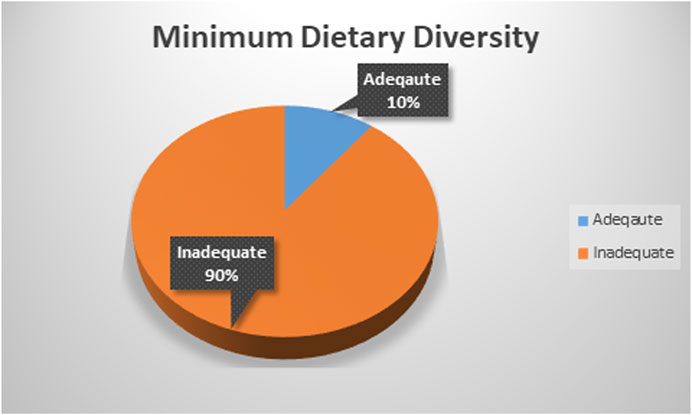 Minimum Dietary Diversity
Adeqaute
10%
Inadequate
90%
Adeqaute
Inadequate